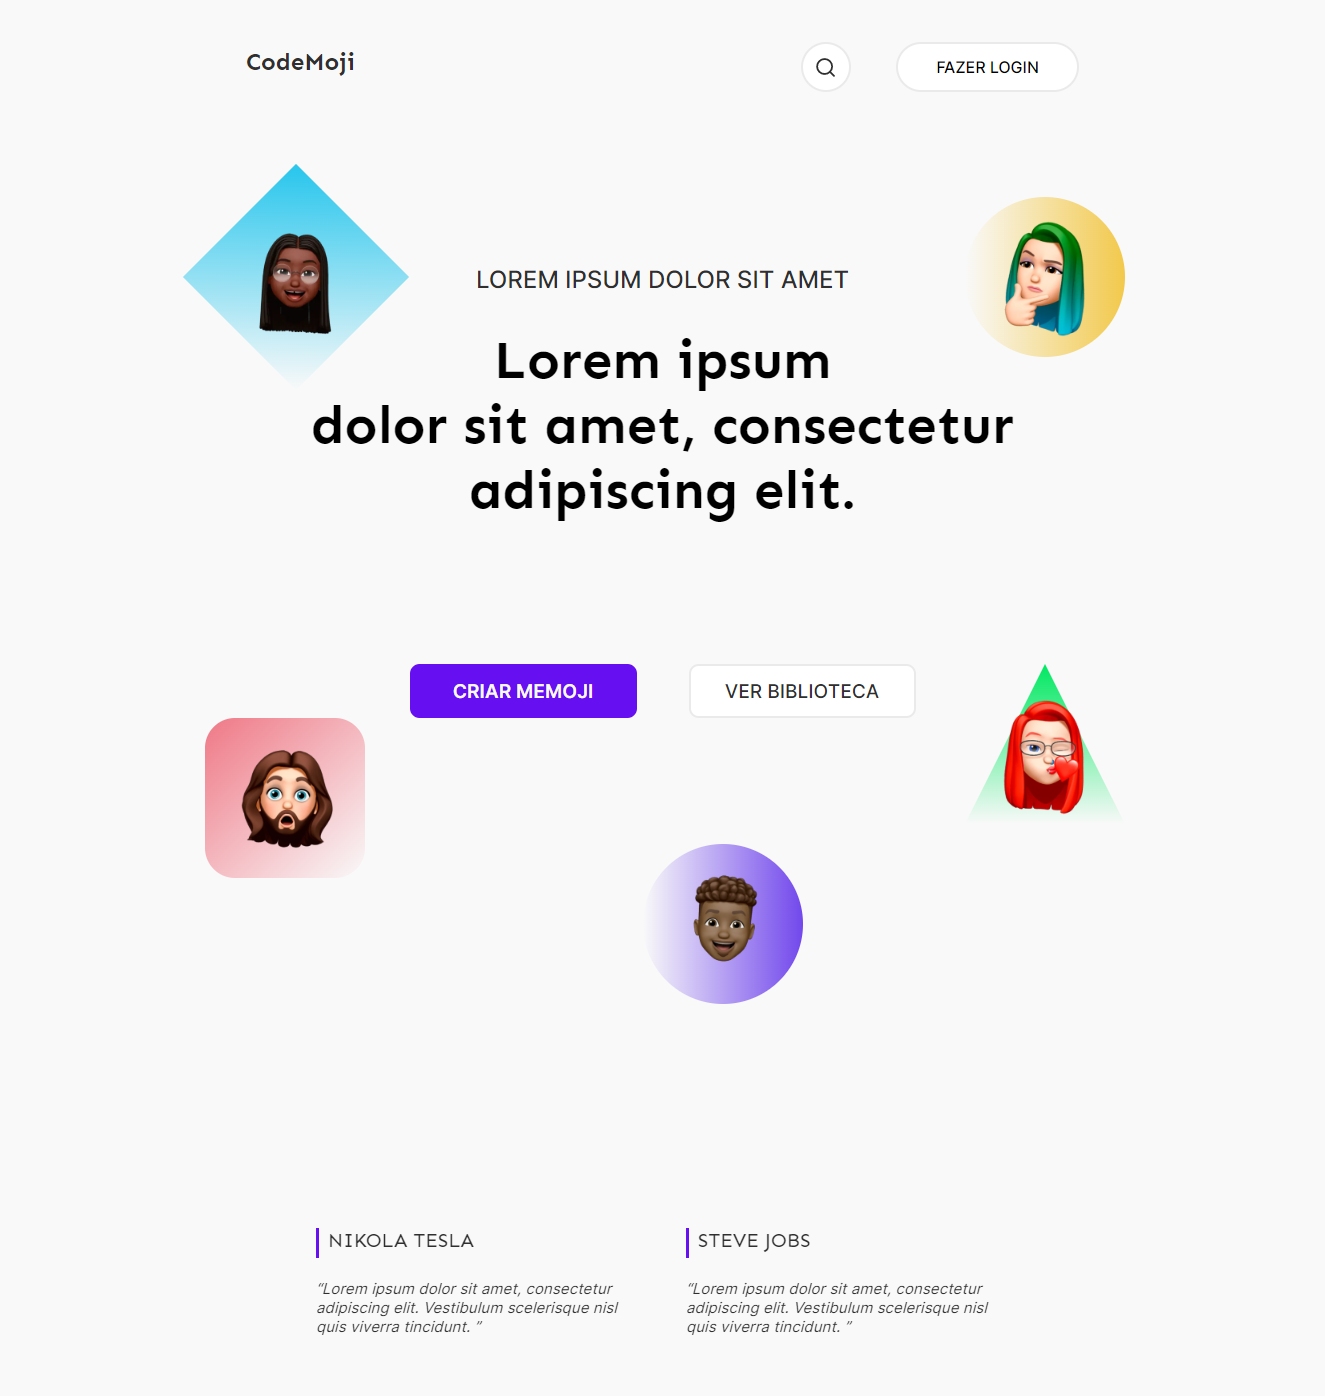 CodeMoji
FAZER LOGIN
LOREM IPSUM DOLOR SIT AMET
Lorem ipsum
dolor sit amet, consectetur
adipiscing elit.
CRIAR MEMOJI
VER BIBLIOTECA
NIKOLA TESLA
“Lorem ipsum dolor sit amet, consectetur
adipiscing elit. Vestibulum scelerisque nisl
quis viverra tincidunt. ”
STEVE JOBS
“Lorem ipsum dolor sit amet, consectetur
adipiscing elit. Vestibulum scelerisque nisl
quis viverra tincidunt. ”